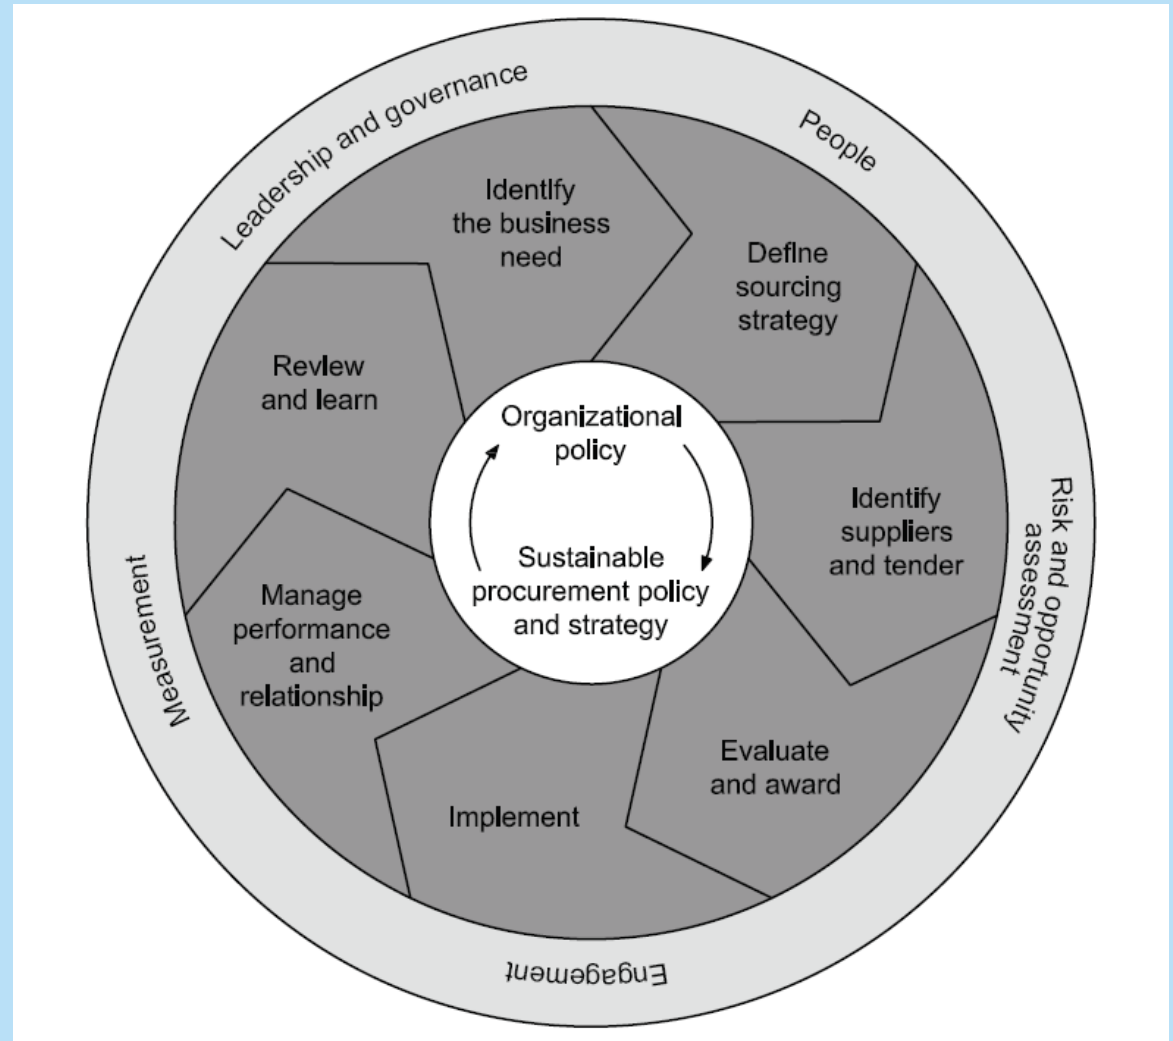 Leadership and governance
People
Risk and opportunity
assessment
Engagement
Measurement
Identify
the business
need
Define
sourcing
strategy
Identify
suppliers
and tender
Evaluate
and award
Implement
Manage
performance
and
relationship
Review
and learn
Organizational
policy
Sustainable
procurement policy
and strategy